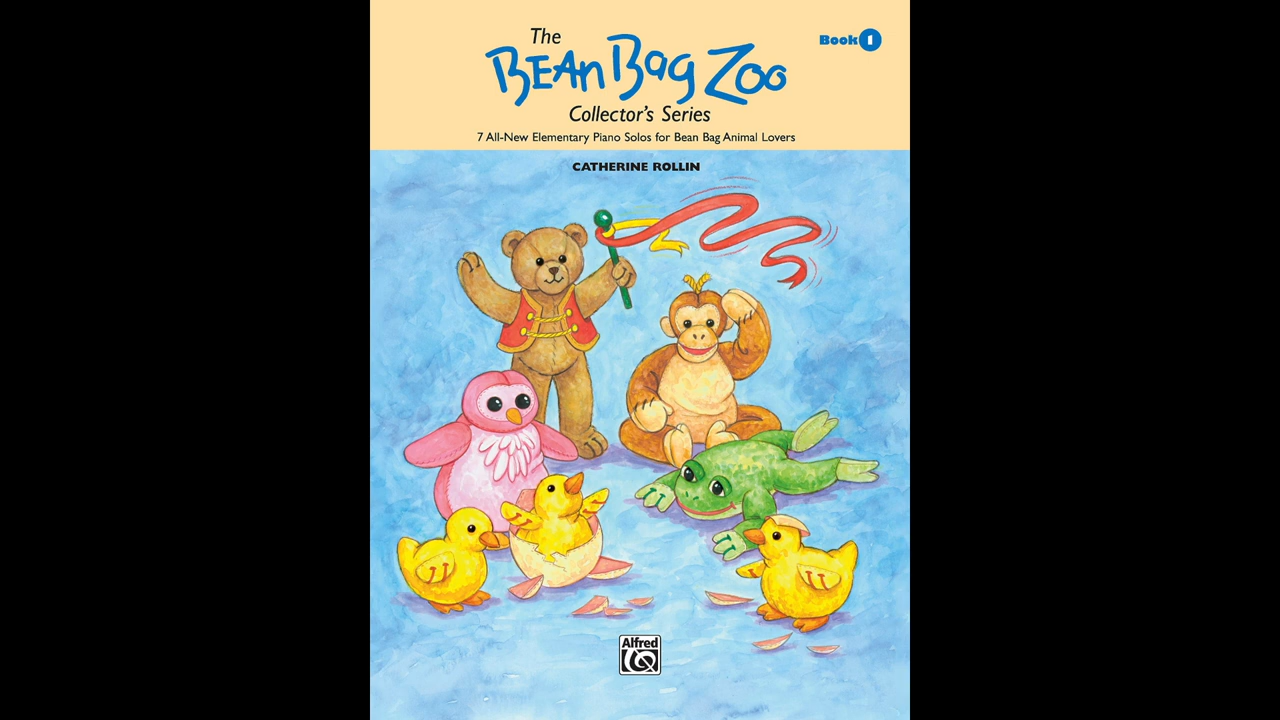 The
Book 1
Bean Bag Zoo
Collector's Series
7 All-New Elementary Piano Solos for Bean Bag Animal Lovers
CATHERINE ROLLIN
Alfred